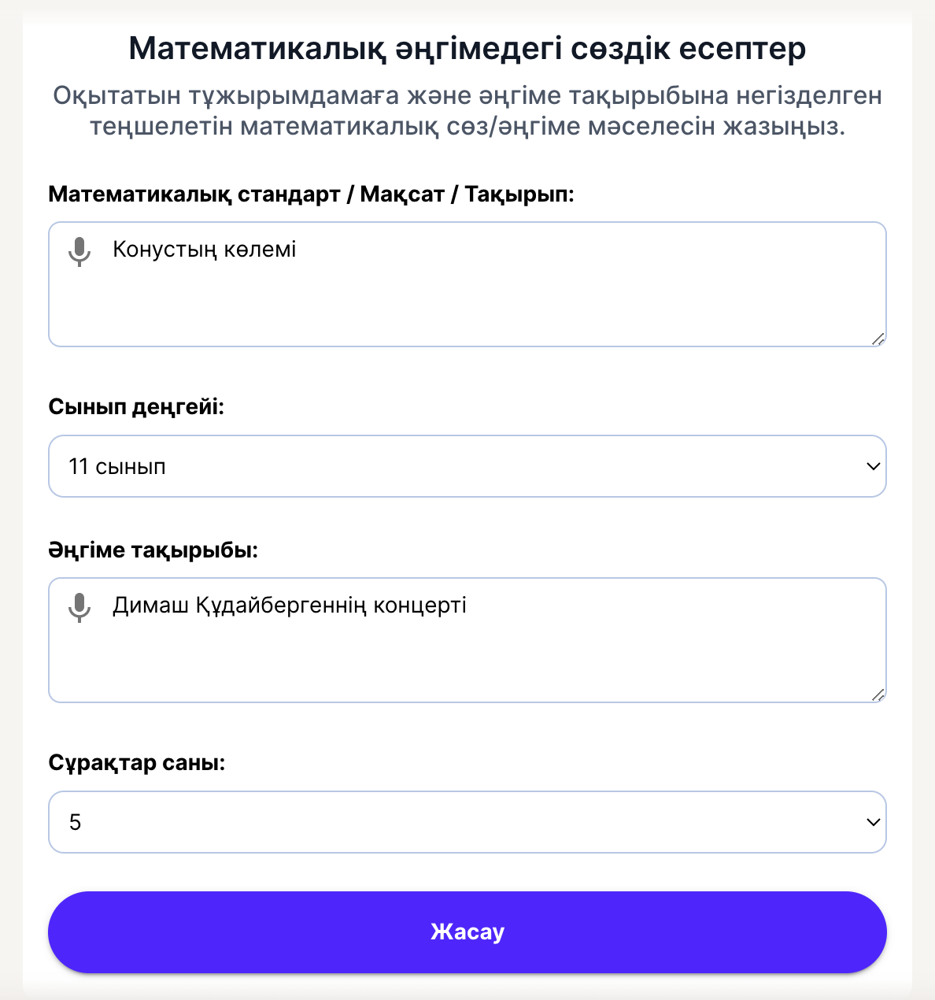 Математикалық әңгімедегі сөздік есептер
Оқытатын тұжырымдамаға және әңгіме тақырыбына негізделген
теңшелетін математикалық сөз/әңгіме мәселесін жазыңыз.
Математикалық стандарт / Мақсат / Тақырып:
Конустың көлемі
Сынып деңгейі:
11 сынып
Әңгіме тақырыбы:
Димаш Құдайбергеннің концерті
Сұрақтар саны:
5
Жасау